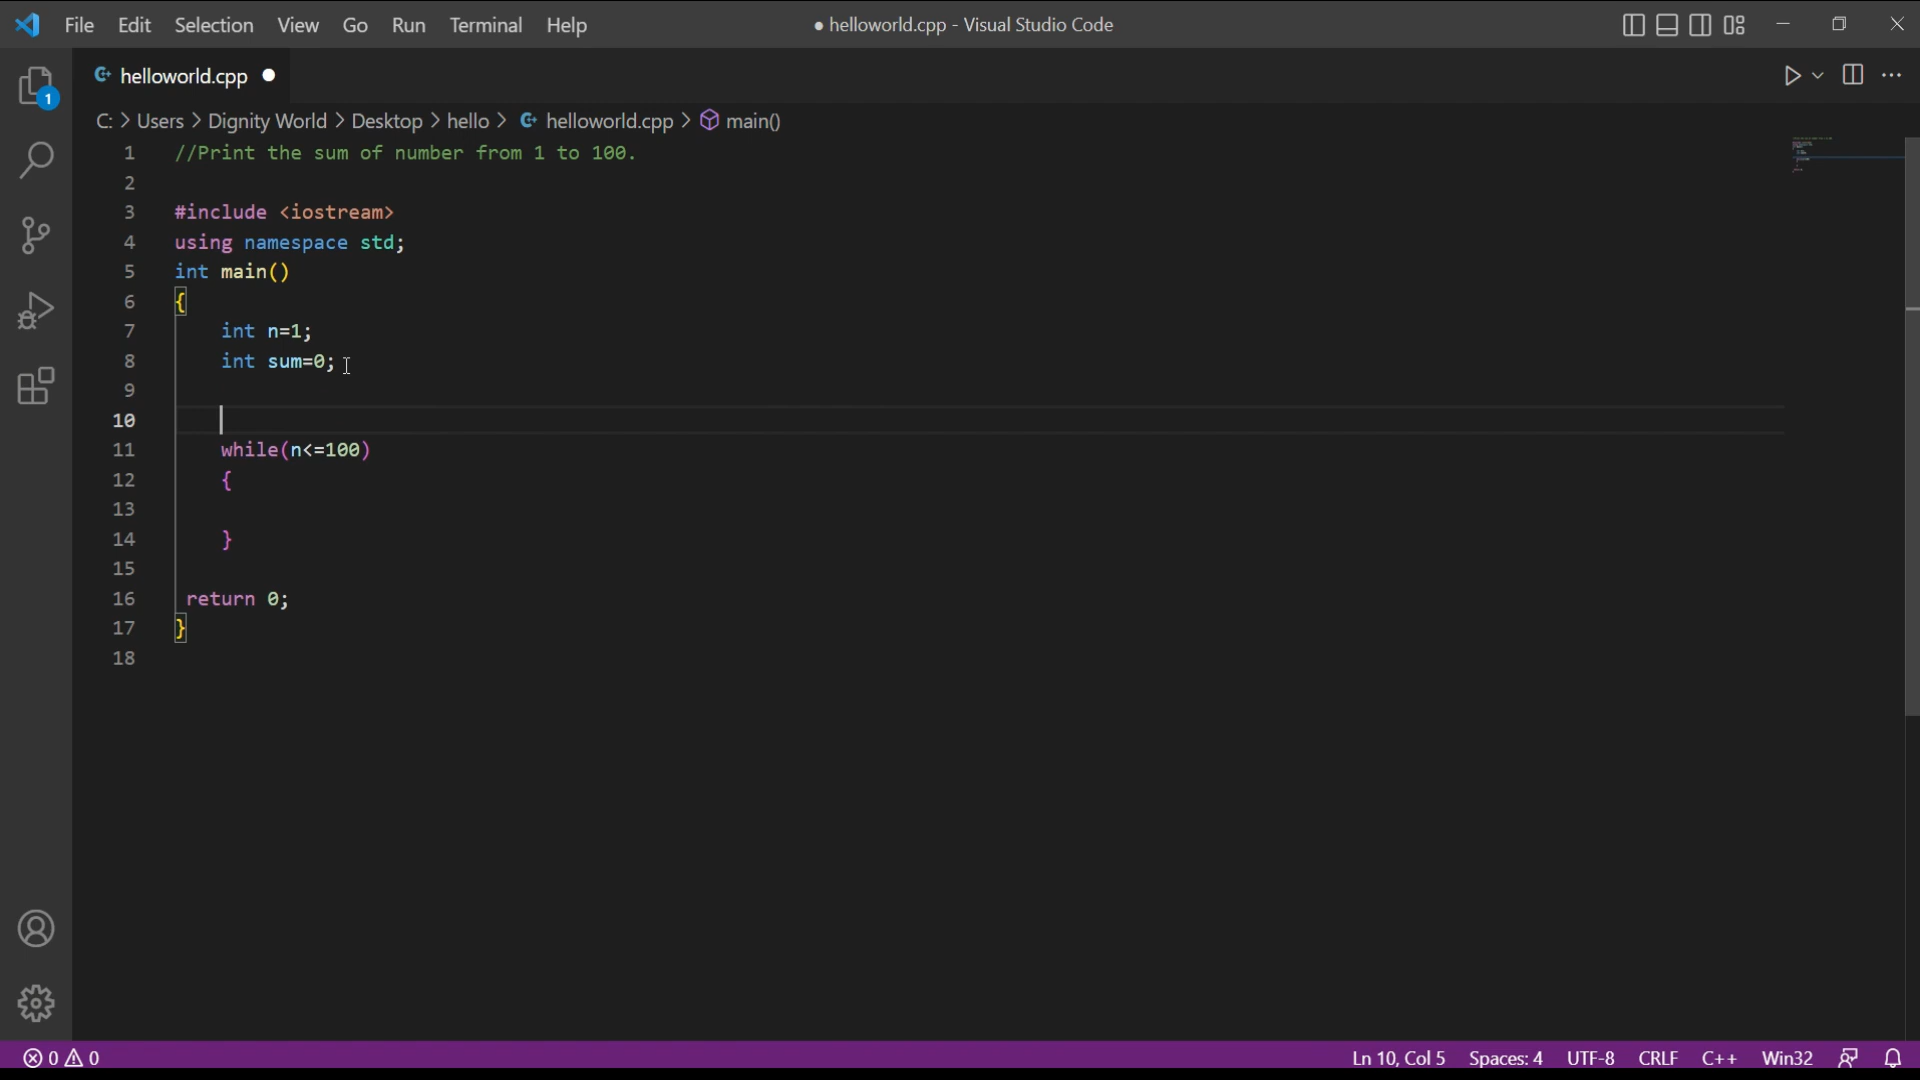 File Edit Selection View Go Run Terminal Help ● helloworld.cpp - Visual Studio Code
helloworld.cpp ●
C: > Users > Dignity World > Desktop > hello > helloworld.cpp > main()
1 //Print the sum of number from 1 to 100.
2
3 #include <iostream>
4 using namespace std;
5 int main()
6 {
7 int n=1;
8 int sum=0;
9
10
11 while(n<=100)
12 {
13
14 }
15
16 return 0;
17 }
18
1
0 0 Ln 10, Col 5 Spaces: 4 UTF-8 CRLF C++ Win32